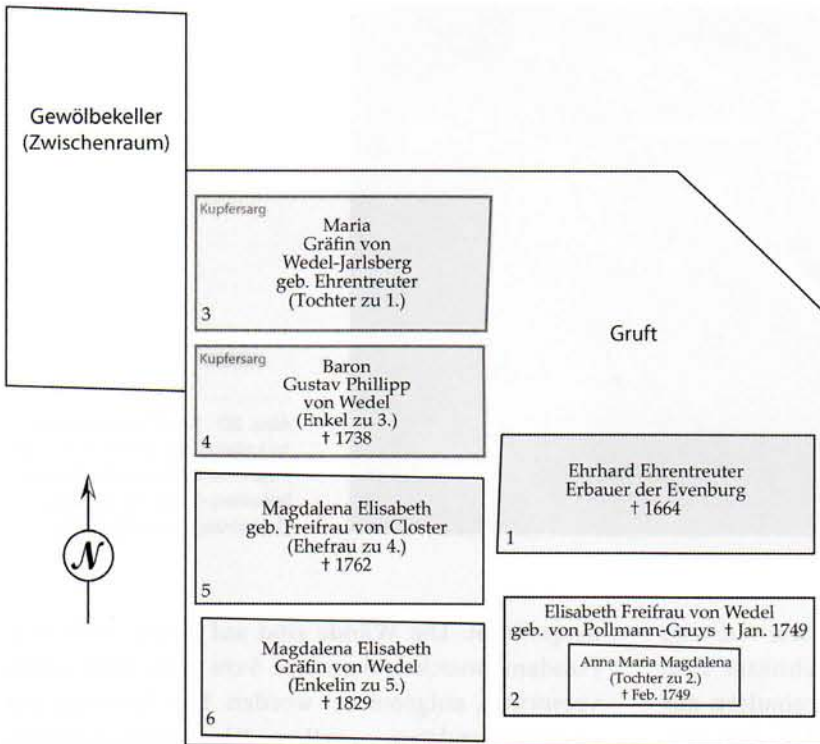 Gewölbekeller
(Zwischenraum)
Kupfersarg
Maria
Gräfin von
Wedel-Jarlsberg
geb. Ehrentreuter
(Tochter zu 1.)
3
Gruft
Kupfersarg
Baron
Gustav Phillipp
von Wedel
(Enkel zu 3.)
† 1738
4
Ehrhard Ehrentreuter
Erbauer der Evenburg
† 1664
1
Magdalena Elisabeth
geb. Freifrau von Closter
(Ehefrau zu 4.)
† 1762
5
N
Elisabeth Freifrau von Wedel
geb. von Pollmann-Gruys † Jan. 1749
Anna Maria Magdalena
(Tochter zu 2.)
† Feb. 1749
2
Magdalena Elisabeth
Gräfin von Wedel
(Enkelin zu 5.)
† 1829
6